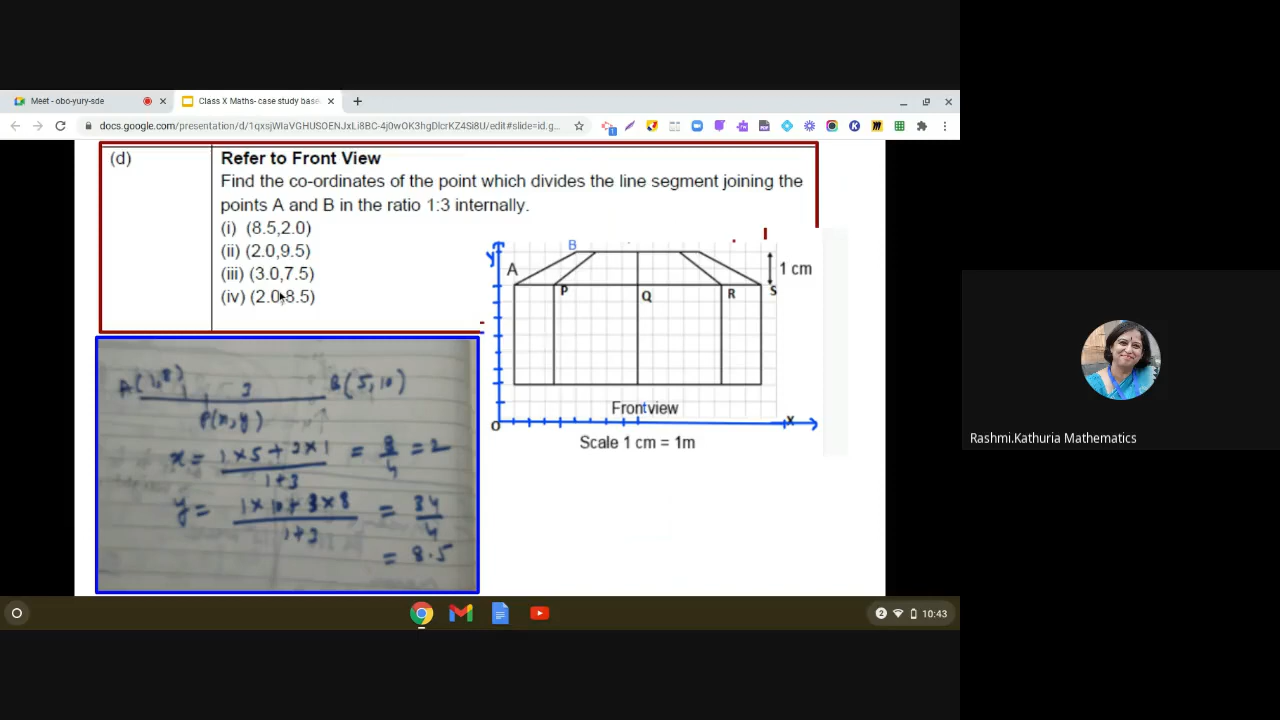 Meet - obo-yury-sde
Class X Maths- case study base
docs.google.com/presentation/d/1qxsjWIaVGHUSOENJxLi8BC-4j0wOK3hgDlcrKZ4Si8U/edit#slide=id.g...
(d)
Refer to Front View
Find the co-ordinates of the point which divides the line segment joining the
points A and B in the ratio 1:3 internally.
(i) (8.5,2.0)
(ii) (2.0,9.5)
(iii) (3.0,7.5)
(iv) (2.0,8.5)
y
B
A
1 cm
P
Q
R
S
Frontview
O
x
Scale 1 cm = 1m
A(1,8) 1 3 B(5,10)
P(x,y)
x = 1×5+3×1 = 8 = 2
1+3 4
y = 1×10+3×8 = 34
1+3 4
= 8.5
Rashmi.Kathuria Mathematics
2
10:43